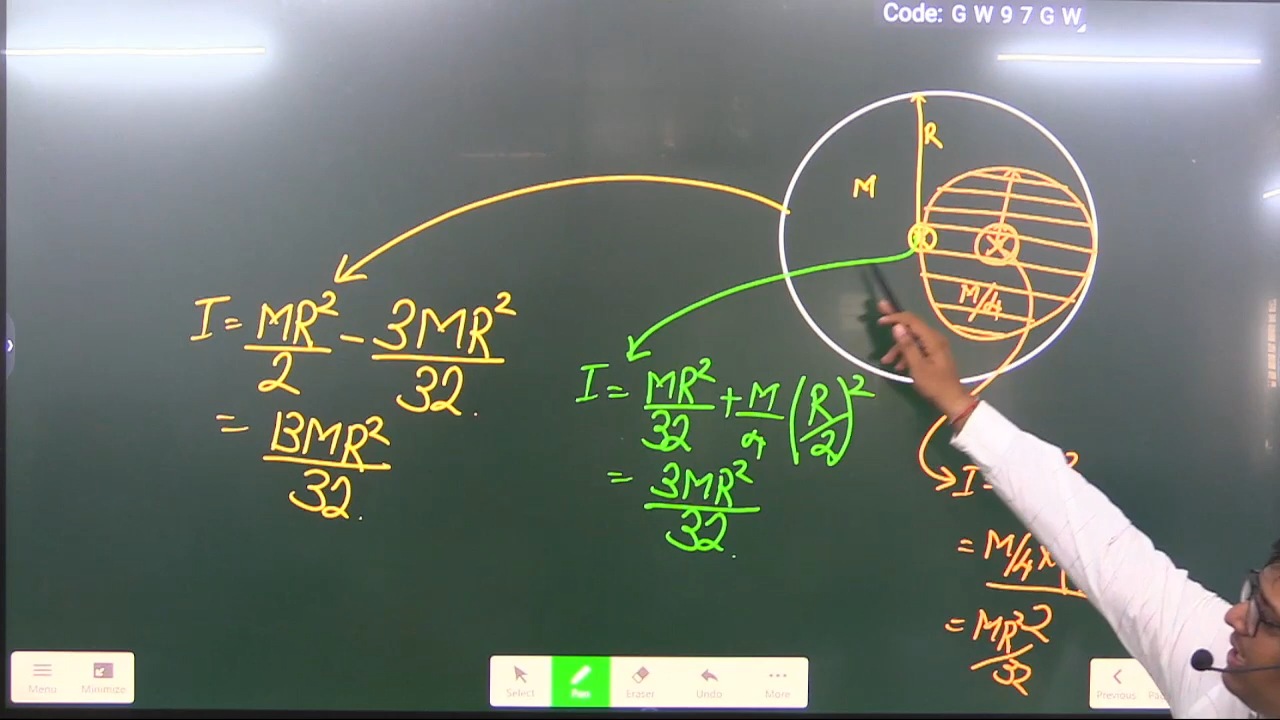 Code: G W 9 7 G W
R
M
M/4
I = MR²/2 - 3MR²/32
= 13MR²/32.
I = MR²/32 + M/4 (R/2)²
= 3MR²/32.
I =
= M/4 ×
= MR²/32
Menu
Minimize
Select
Pen
Eraser
Undo
More
Previous